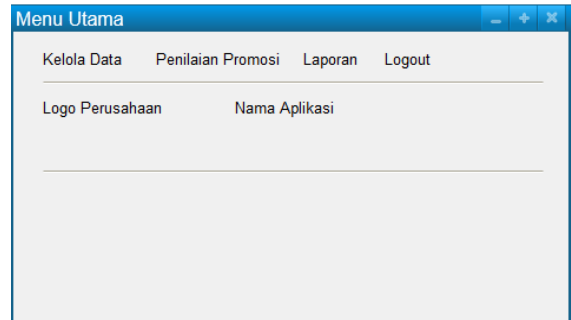 Menu Utama
Kelola Data Penilaian Promosi Laporan Logout
Logo Perusahaan Nama Aplikasi